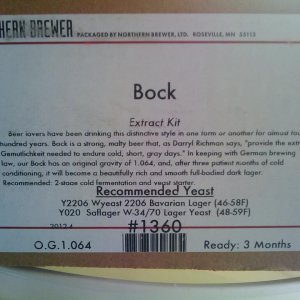 HERN BREWER PACKAGED BY NORTHERN BREWER, LTD. ROSEVILLE, MN 55113
Bock
Extract Kit
Beer lovers have been drinking this distinctive style in one form or another for almost four
hundred years. Bock is a strong, malty beer that, as Darryl Richman says, "provide the extra
Gemutlichkeit needed to endure cold, short, gray days." In keeping with German brewing
law, our Bock has an original gravity of 1.064, and, after three patient months of cold
conditioning, it will become a beautifully rich and smooth full-bodied dark lager.
Recommended: 2-stage cold fermentation and yeast starter.
Recommended Yeast
Y2206 Wyeast 2206 Bavarian Lager (46-58F)
Y020 Saflager W-34/70 Lager Yeast (48-59F)
#1360
O.G.1.064 Ready: 3 Months